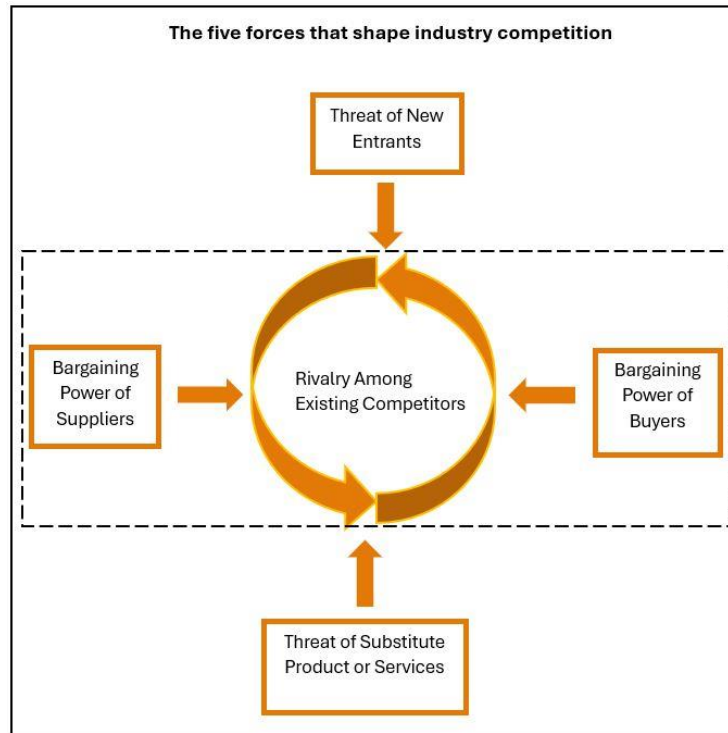 The five forces that shape industry competition
Threat of New
Entrants
Bargaining
Power of
Suppliers
Rivalry Among
Existing Competitors
Bargaining
Power of
Buyers
Threat of Substitute
Product or Services